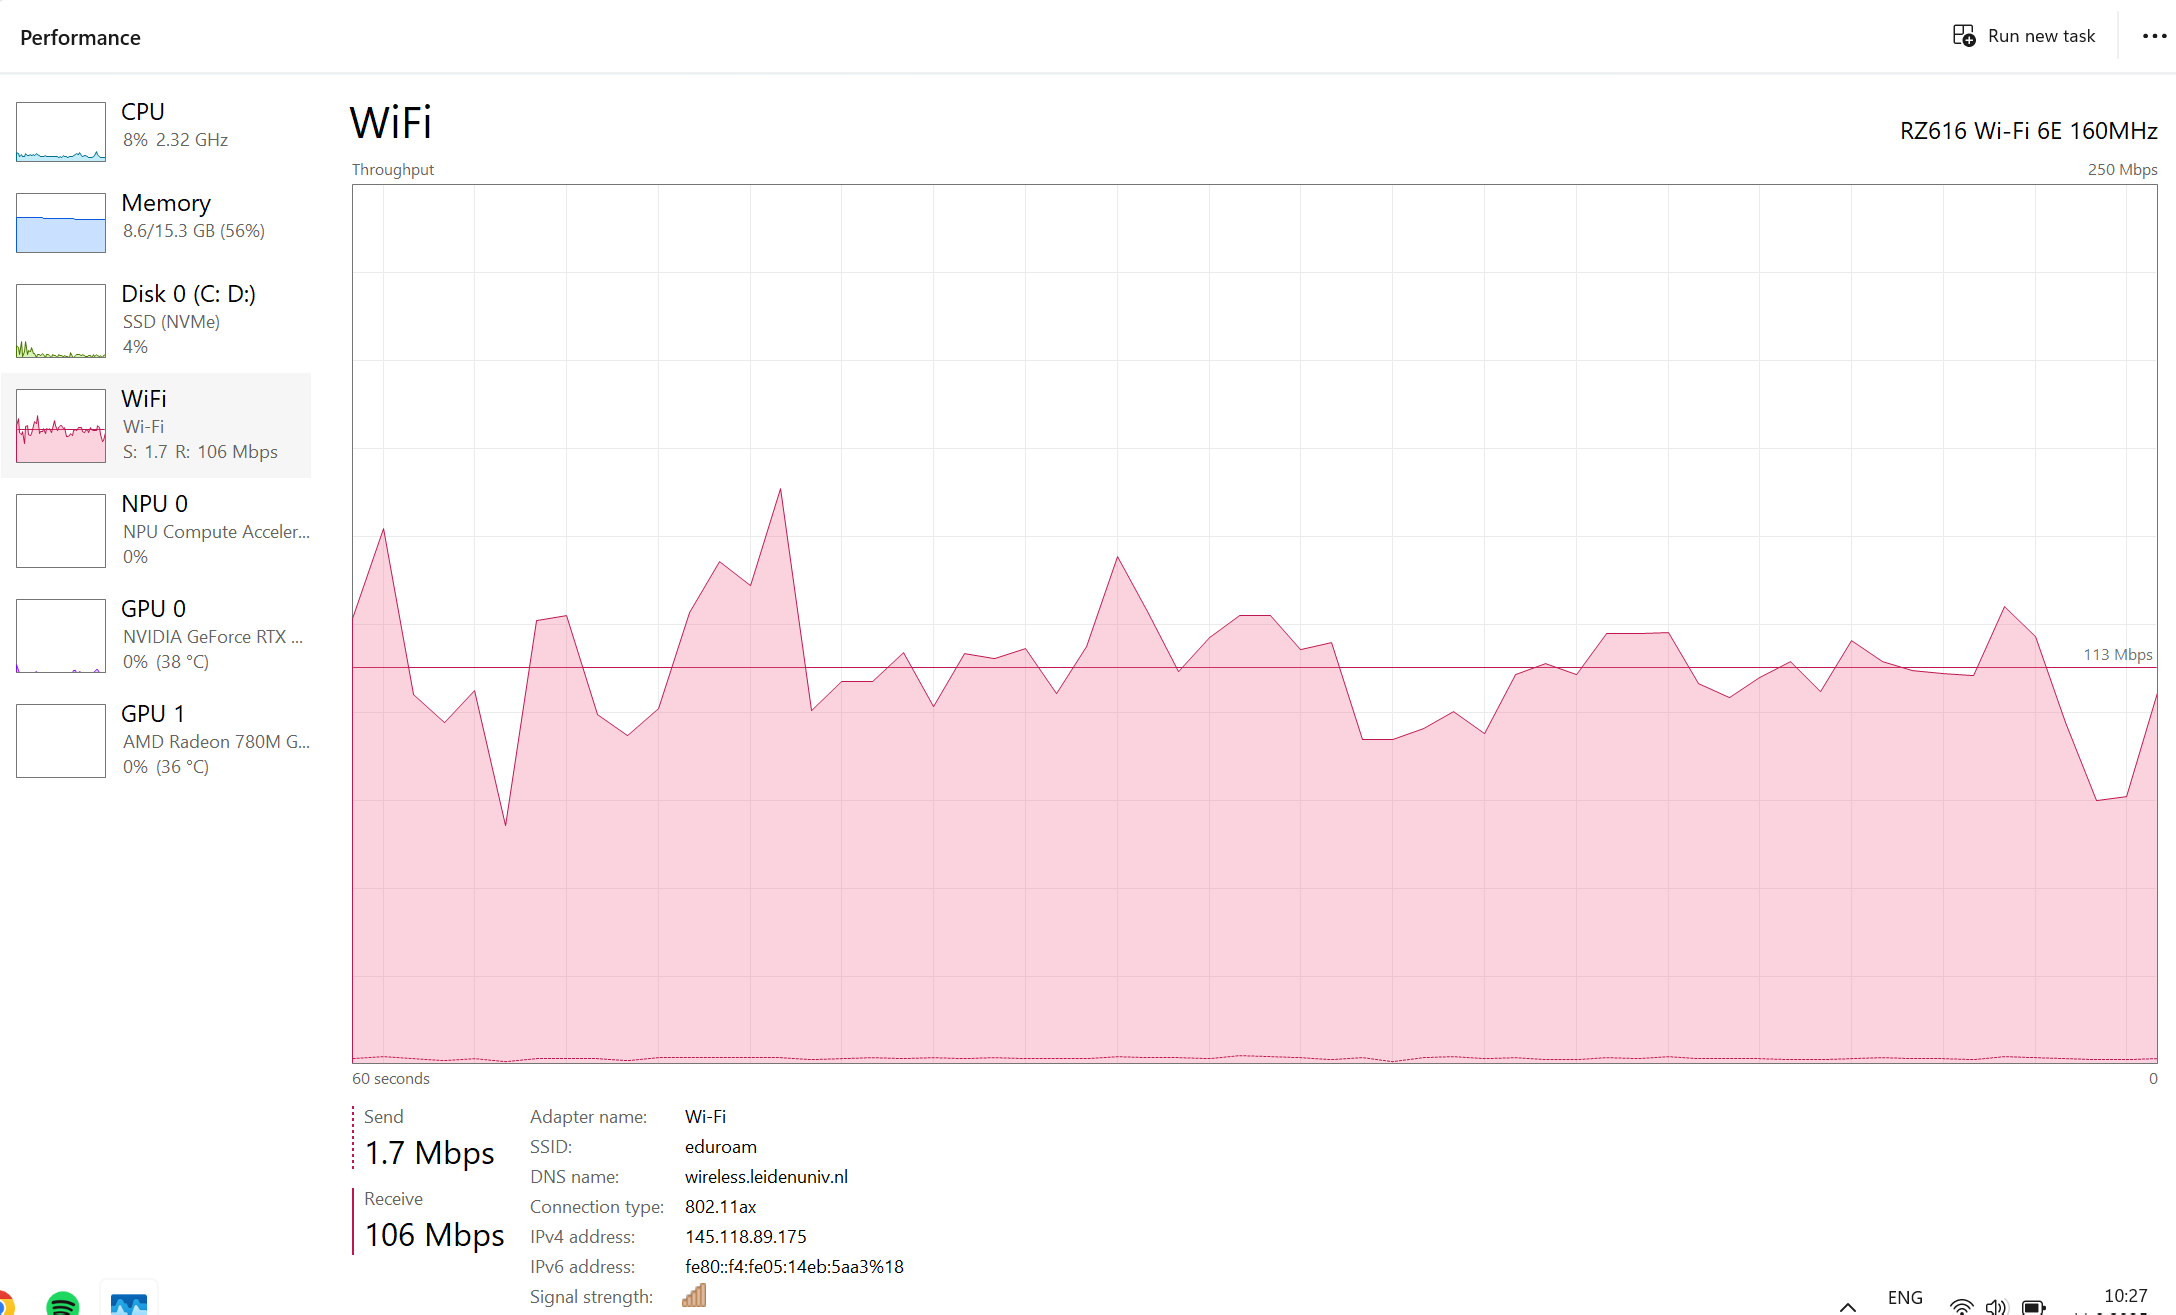 Performance
Run new task
CPU
8% 2.32 GHz
Memory
8.6/15.3 GB (56%)
Disk 0 (C: D:)
SSD (NVMe)
4%
WiFi
Wi-Fi
S: 1.7 R: 106 Mbps
NPU 0
NPU Compute Acceler...
0%
GPU 0
NVIDIA GeForce RTX ...
0% (38 °C)
GPU 1
AMD Radeon 780M G...
0% (36 °C)
WiFi
RZ616 Wi-Fi 6E 160MHz
Throughput
250 Mbps
113 Mbps
60 seconds
0
Send
1.7 Mbps
Receive
106 Mbps
Adapter name: Wi-Fi
SSID: eduroam
DNS name: wireless.leidenuniv.nl
Connection type: 802.11ax
IPv4 address: 145.118.89.175
IPv6 address: fe80::f4:fe05:14eb:5aa3%18
Signal strength:
ENG
10:27